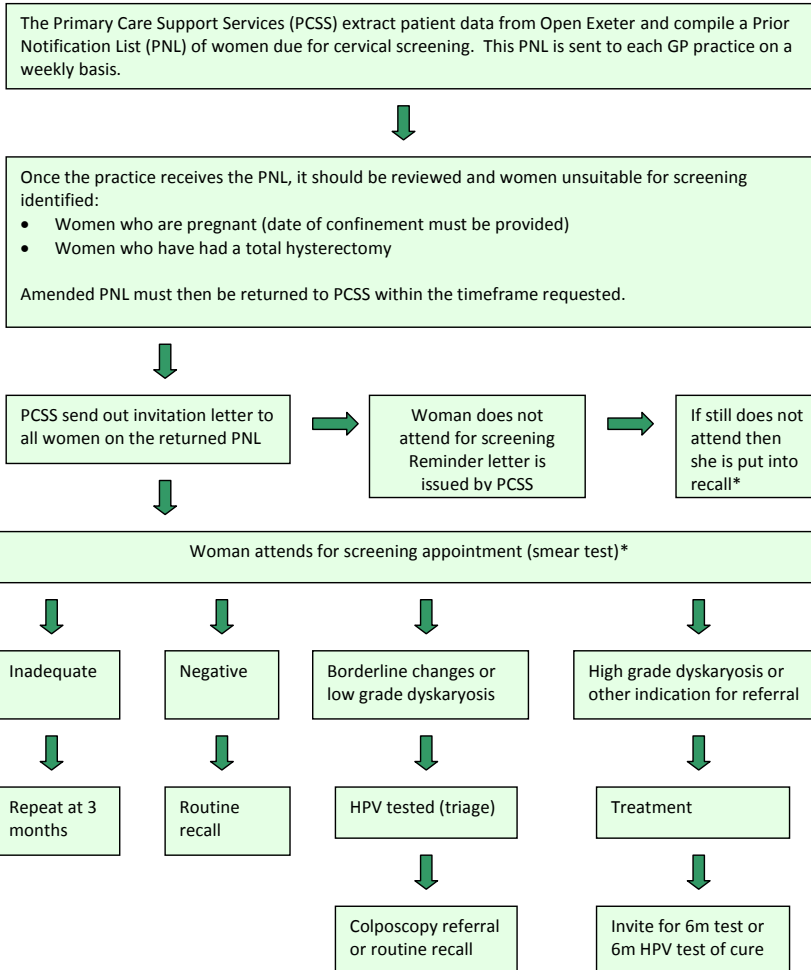 The Primary Care Support Services (PCSS) extract patient data from Open Exeter and compile a Prior
Notification List (PNL) of women due for cervical screening.  This PNL is sent to each GP practice on a
weekly basis.
Once the practice receives the PNL, it should be reviewed and women unsuitable for screening
identified:
• Women who are pregnant (date of confinement must be provided)
• Women who have had a total hysterectomy
Amended PNL must then be returned to PCSS within the timeframe requested.
PCSS send out invitation letter to
all women on the returned PNL
Woman does not
attend for screening
Reminder letter is
issued by PCSS
If still does not
attend then
she is put into
recall*
Woman attends for screening appointment (smear test)*
Inadequate
Negative
Borderline changes or
low grade dyskaryosis
High grade dyskaryosis or
other indication for referral
Repeat at 3
months
Routine
recall
HPV tested (triage)
Treatment
Colposcopy referral
or routine recall
Invite for 6m test or
6m HPV test of cure